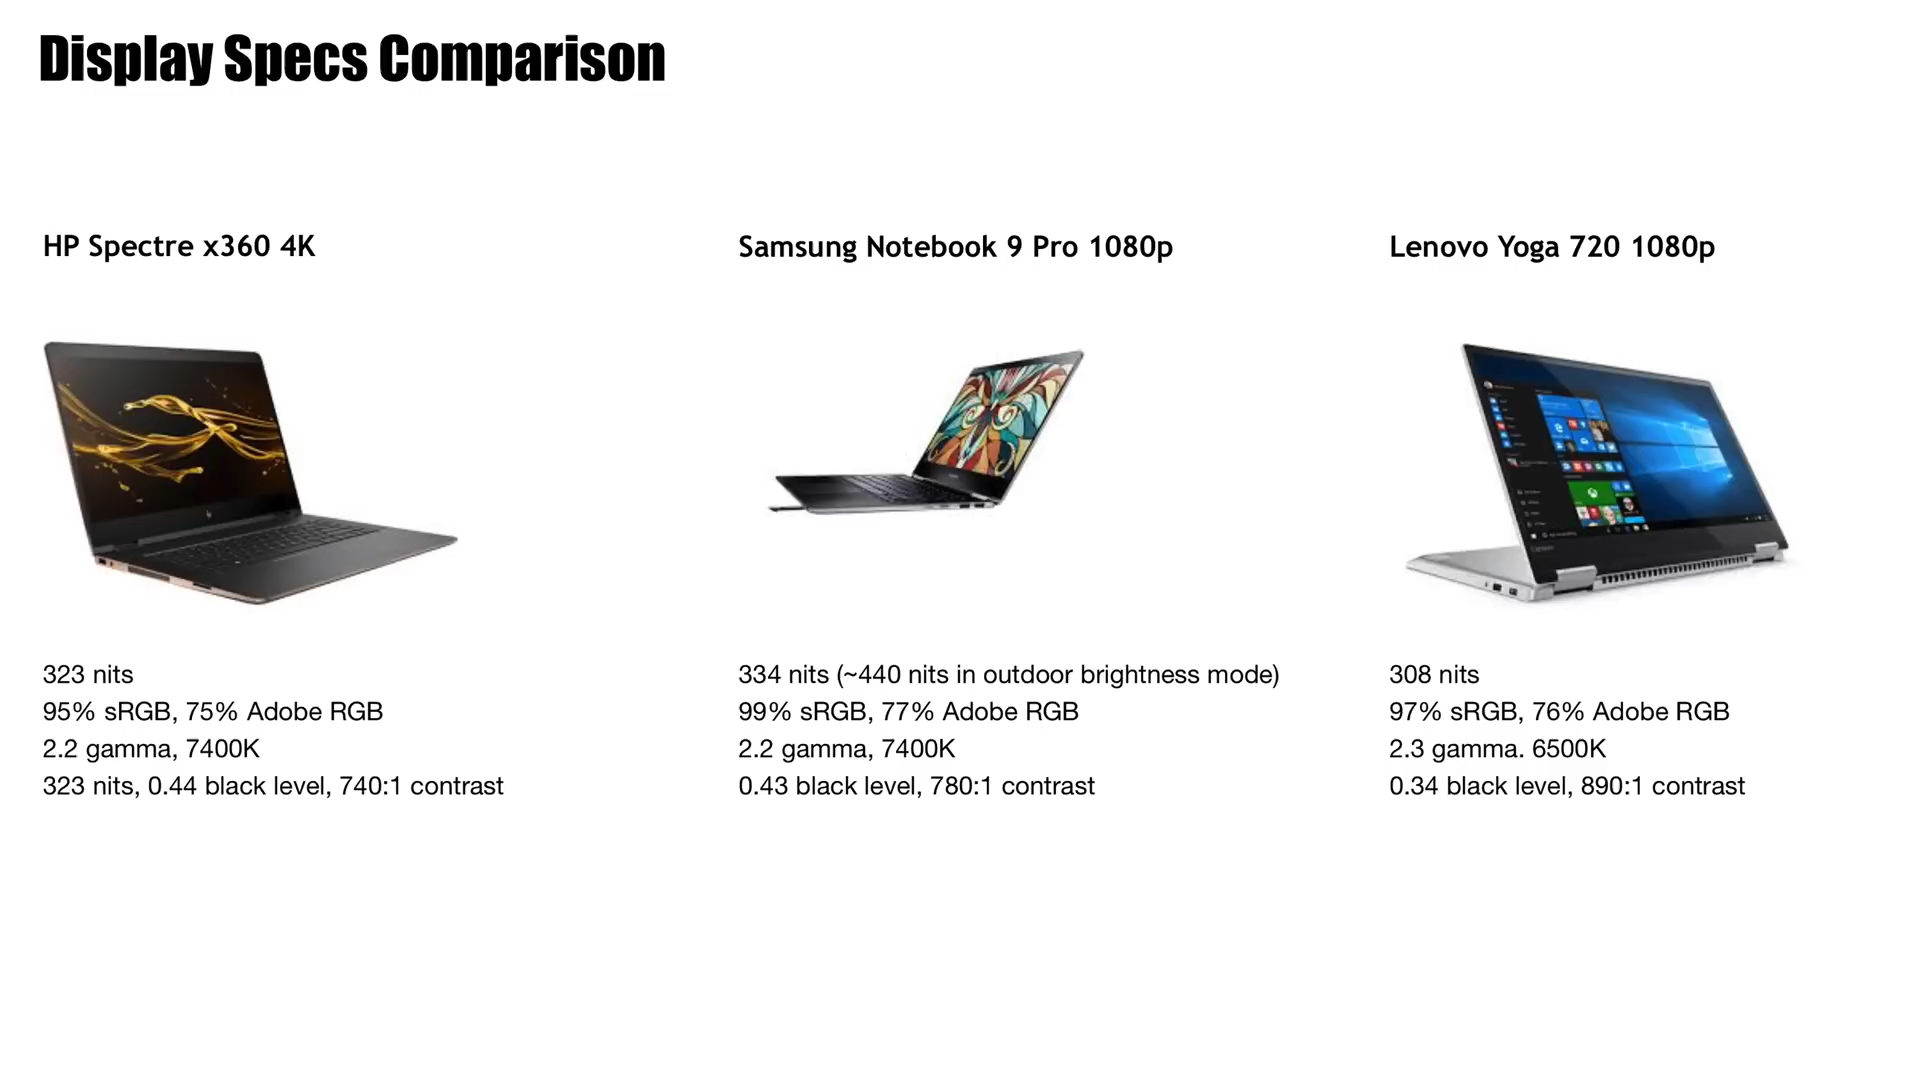 Display Specs Comparison
HP Spectre x360 4K
323 nits
95% sRGB, 75% Adobe RGB
2.2 gamma, 7400K
323 nits, 0.44 black level, 740:1 contrast
Samsung Notebook 9 Pro 1080p
334 nits (~440 nits in outdoor brightness mode)
99% sRGB, 77% Adobe RGB
2.2 gamma, 7400K
0.43 black level, 780:1 contrast
Lenovo Yoga 720 1080p
308 nits
97% sRGB, 76% Adobe RGB
2.3 gamma. 6500K
0.34 black level, 890:1 contrast